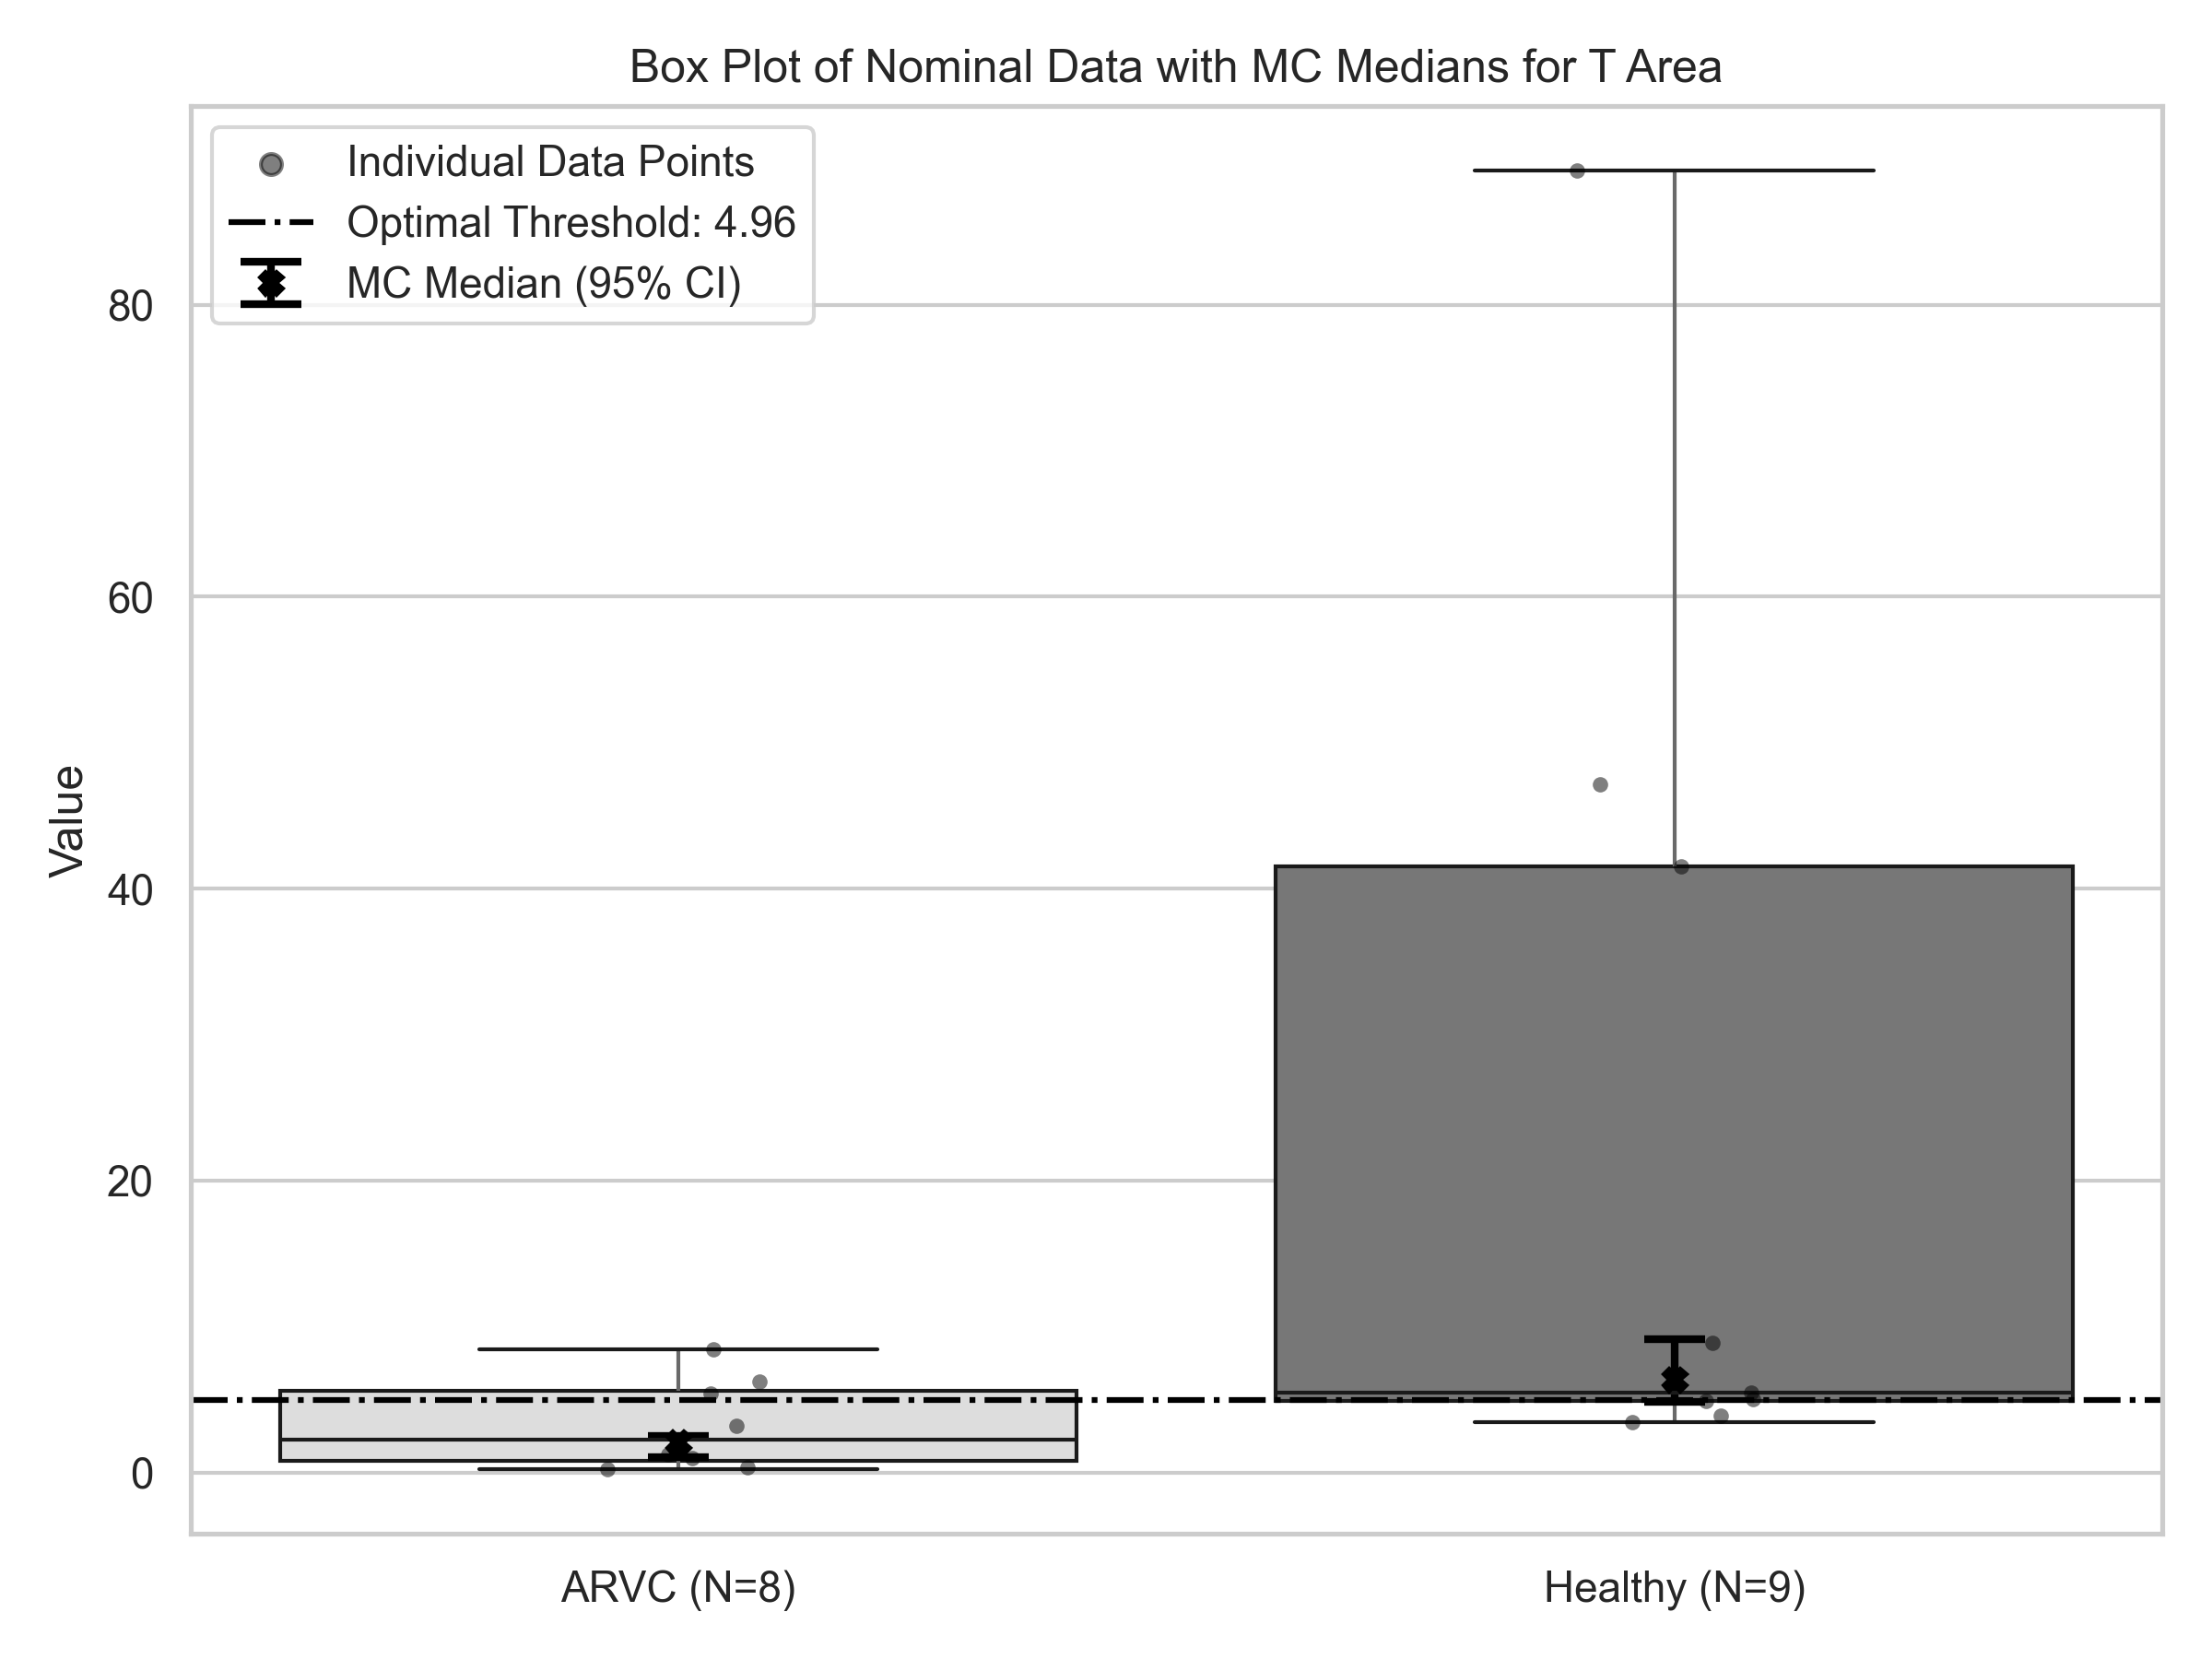 Box Plot of Nominal Data with MC Medians for T Area
Individual Data Points
Optimal Threshold: 4.96
MC Median (95% CI)
Value
80
60
40
20
0
ARVC (N=8)
Healthy (N=9)